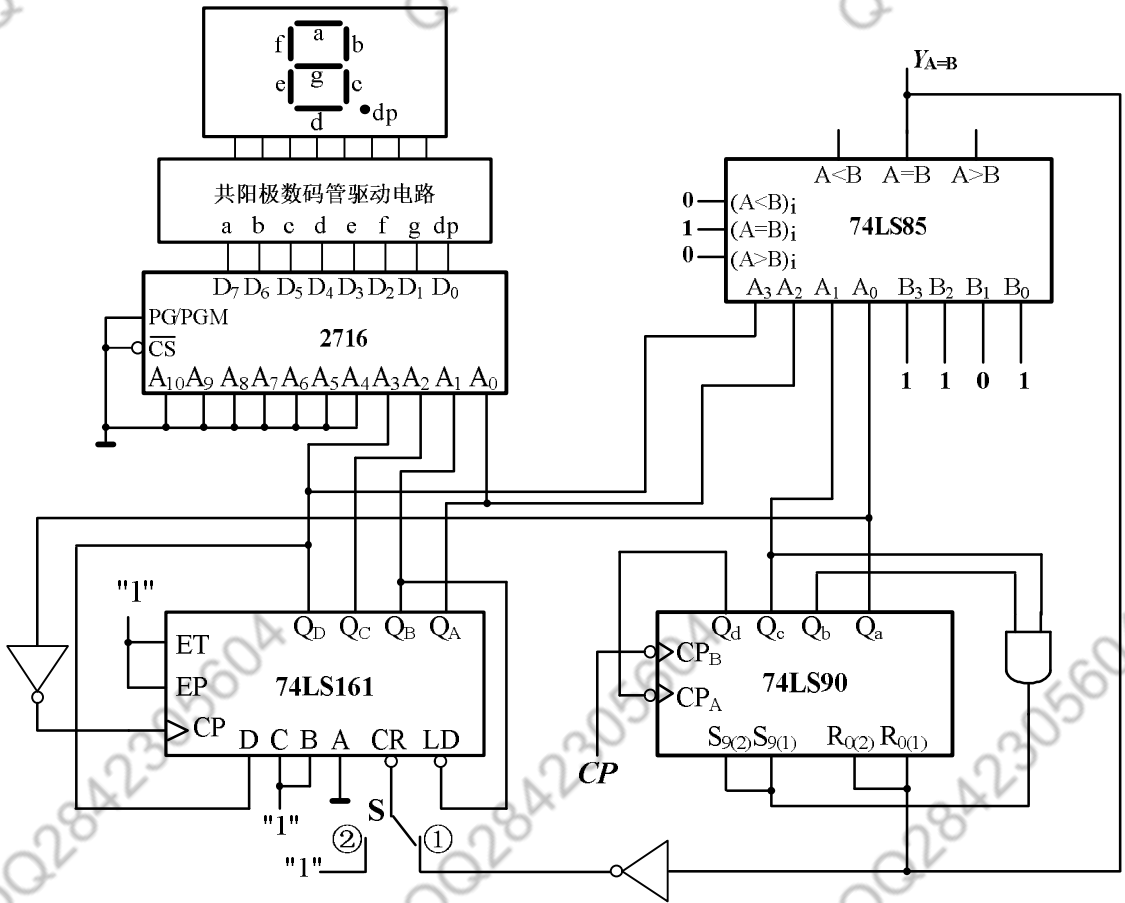 a
f
b
g
e
c
d
dp
共阳极数码管驱动电路
a b c d e f g dp
D7 D6 D5 D4 D3 D2 D1 D0
PG/PGM
CS
2716
A10 A9 A8 A7 A6 A5 A4 A3 A2 A1 A0
YA=B
A<B A=B A>B
0 (A<B)i
1 (A=B)i
0 (A>B)i
74LS85
A3 A2 A1 A0 B3 B2 B1 B0
1 1 0 1
"1"
QD QC QB QA
ET
EP
CP
74LS161
D C B A CR LD
"1"
S
②
①
"1"
Qd Qc Qb Qa
CPB
CPA
74LS90
S9(2) S9(1) R0(2) R0(1)
CP
QQ2842305604
QQ2842305604
QQ2842305604